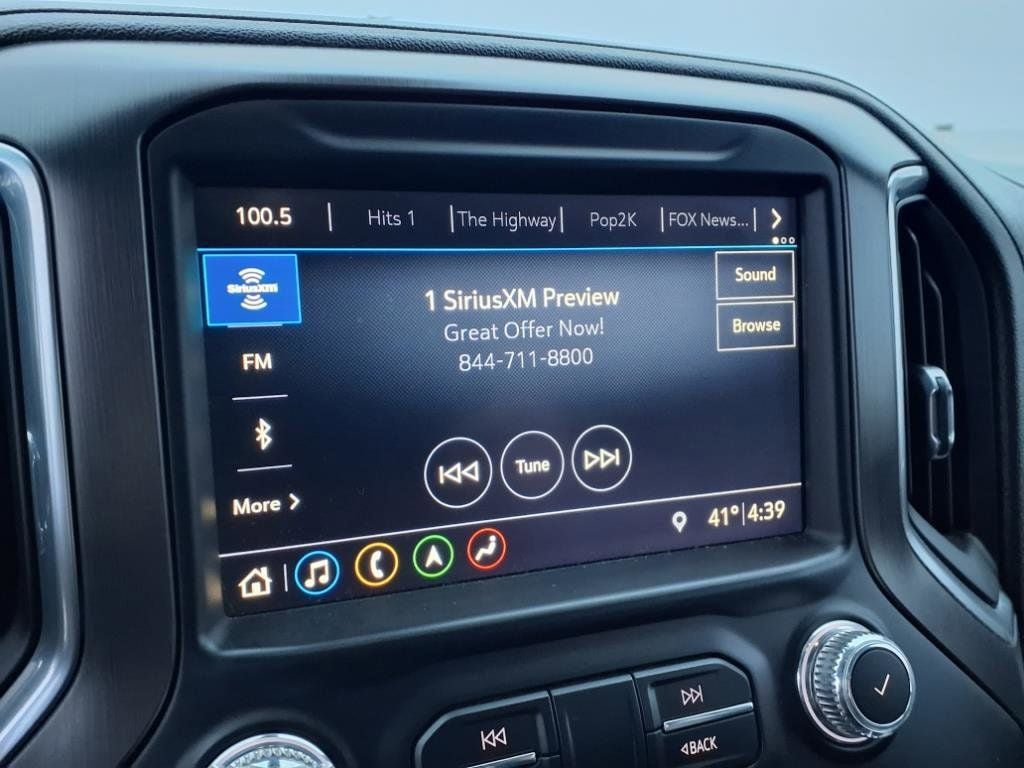 100.5 | Hits 1 | The Highway | Pop2K | FOX News... |
SiriusXM
1 SiriusXM Preview
Great Offer Now!
844-711-8800
Sound
Browse
FM
More
Tune
41° | 4:39
BACK